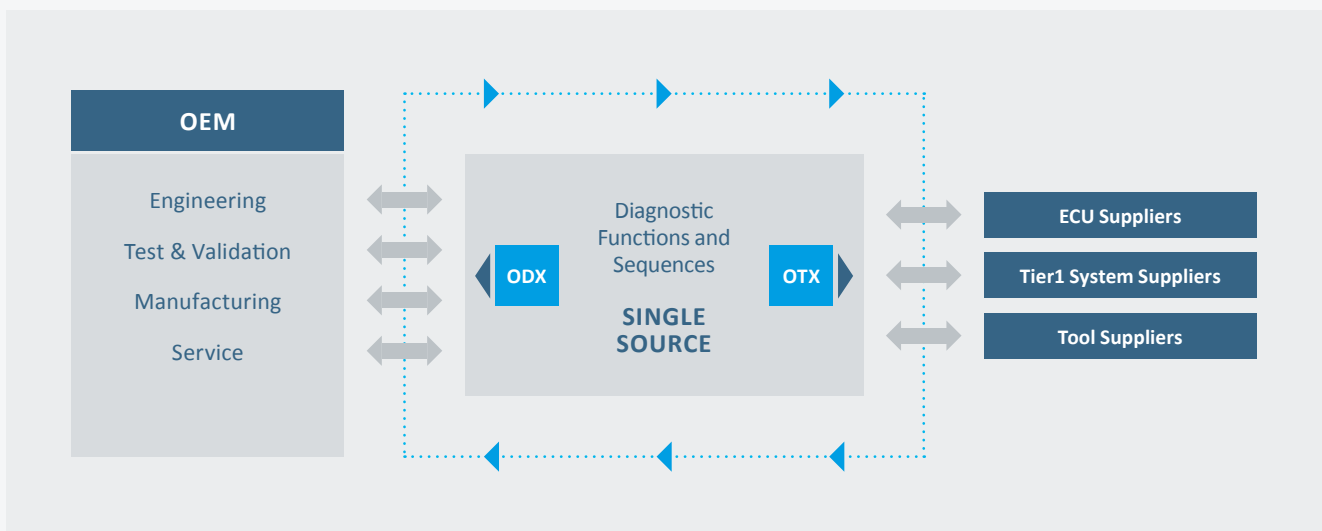 OEM
Engineering
Test & Validation
Manufacturing
Service
Diagnostic
Functions and
Sequences
ODX
OTX
SINGLE
SOURCE
ECU Suppliers
Tier1 System Suppliers
Tool Suppliers